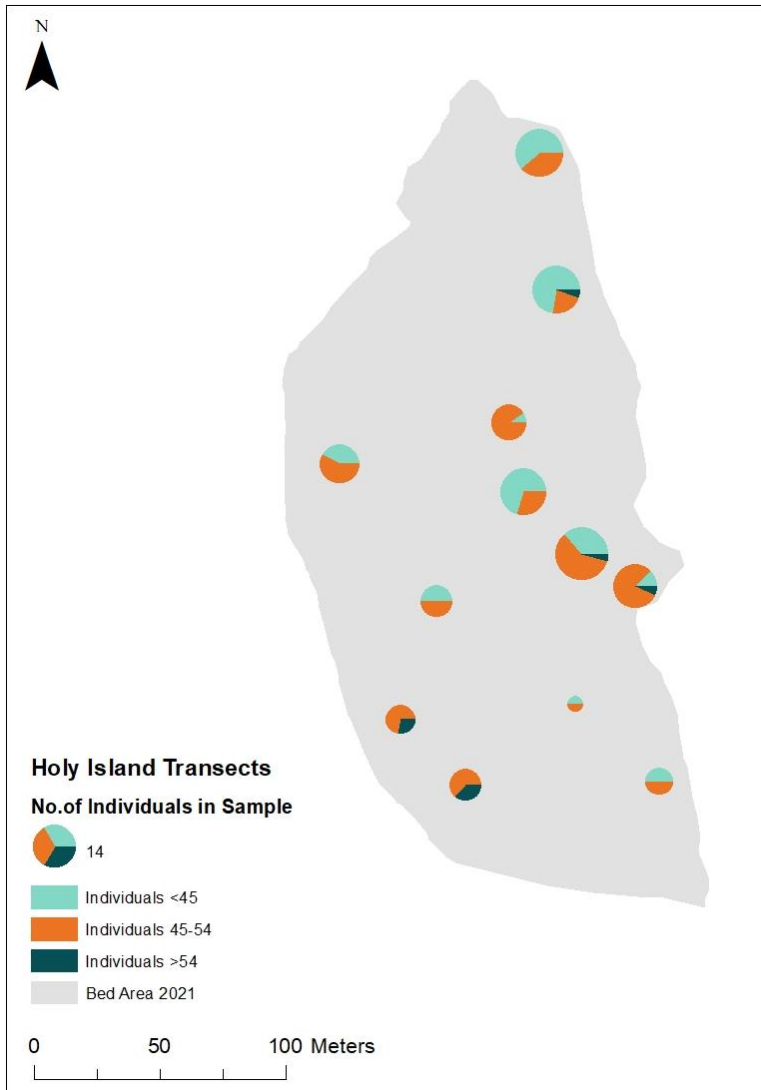 N
Holy Island Transects
No.of Individuals in Sample
14
Individuals <45
Individuals 45-54
Individuals >54
Bed Area 2021
0 50 100 Meters